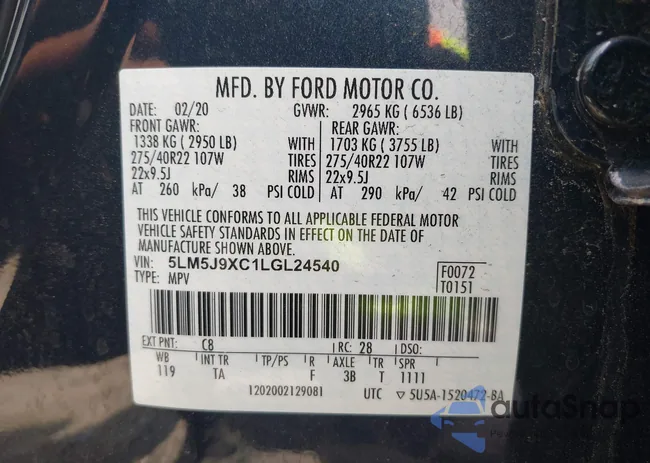 MFD. BY FORD MOTOR CO.
DATE: 02/20 GVWR: 2965 KG ( 6536 LB)
FRONT GAWR: REAR GAWR:
1338 KG ( 2950 LB) WITH 1703 KG ( 3755 LB) WITH
275/40R22 107W TIRES 275/40R22 107W TIRES
22x9.5J RIMS 22x9.5J RIMS
AT 260 kPa/ 38 PSI COLD AT 290 kPa/ 42 PSI COLD
THIS VEHICLE CONFORMS TO ALL APPLICABLE FEDERAL MOTOR
VEHICLE SAFETY STANDARDS IN EFFECT ON THE DATE OF
MANUFACTURE SHOWN ABOVE.
VIN: 5LM5J9XC1LGL24540 F0072
TYPE: MPV T0151
EXT PNT: C8 RC: 28 DSO:
WB INT TR TP/PS R AXLE TR SPR
119 TA F 3B T 1111
1202002129081 UTC ▽ 5U5A-1520472-BA
autoSnap